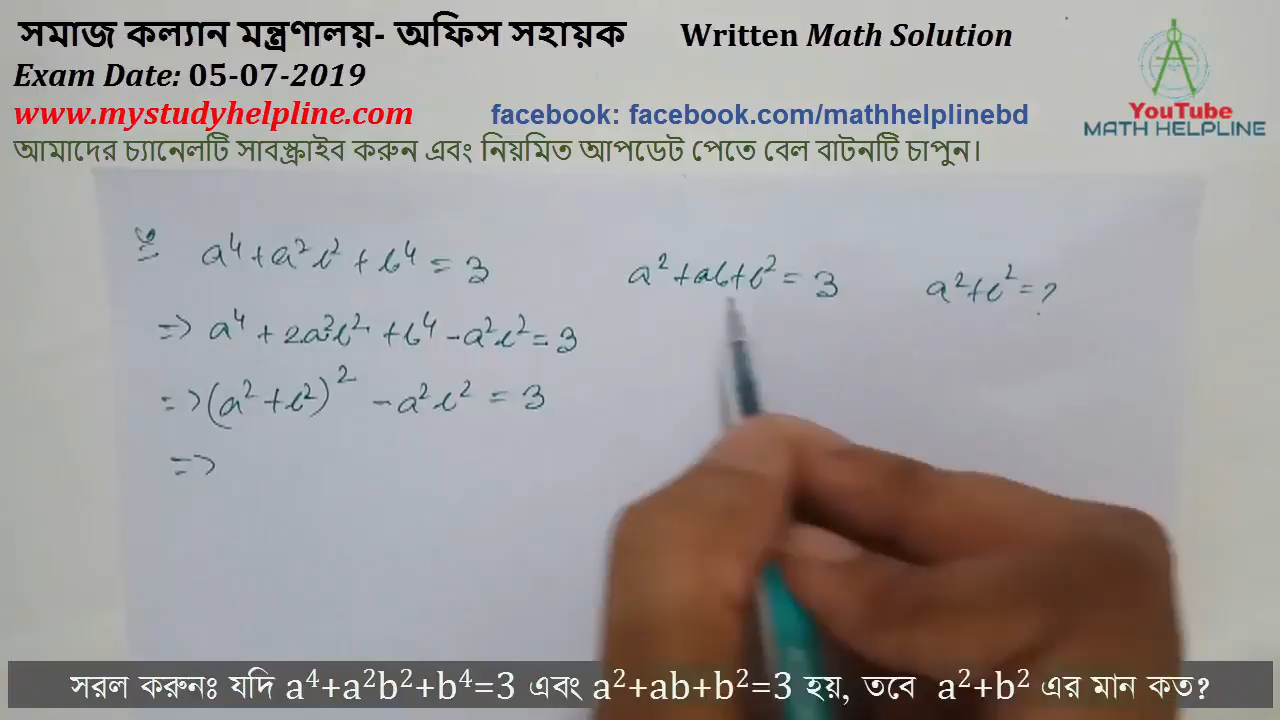 সমাজ কল্যান মন্ত্রণালয়- অফিস সহায়ক Written Math Solution
Exam Date: 05-07-2019
www.mystudyhelpline.com facebook: facebook.com/mathhelplinebd
YouTube
MATH HELPLINE
আমাদের চ্যানেলটি সাবস্ক্রাইব করুন এবং নিয়মিত আপডেট পেতে বেল বাটনটি চাপুন।
a⁴+a²b²+b⁴=3 a²+ab+b²=3 a²+b²=?
=> a⁴+2a²b²+b⁴-a²b²=3
=> (a²+b²)²-a²b²=3
=>
সরল করুনঃ যদি a⁴+a²b²+b⁴=3 এবং a²+ab+b²=3 হয়, তবে a²+b² এর মান কত?